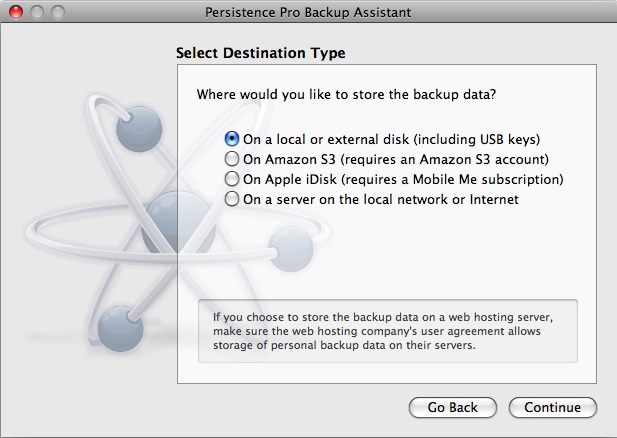 Persistence Pro Backup Assistant
Select Destination Type
Where would you like to store the backup data?
On a local or external disk (including USB keys)
On Amazon S3 (requires an Amazon S3 account)
On Apple iDisk (requires a Mobile Me subscription)
On a server on the local network or Internet
If you choose to store the backup data on a web hosting server,
make sure the web hosting company's user agreement allows
storage of personal backup data on their servers.
Go Back
Continue